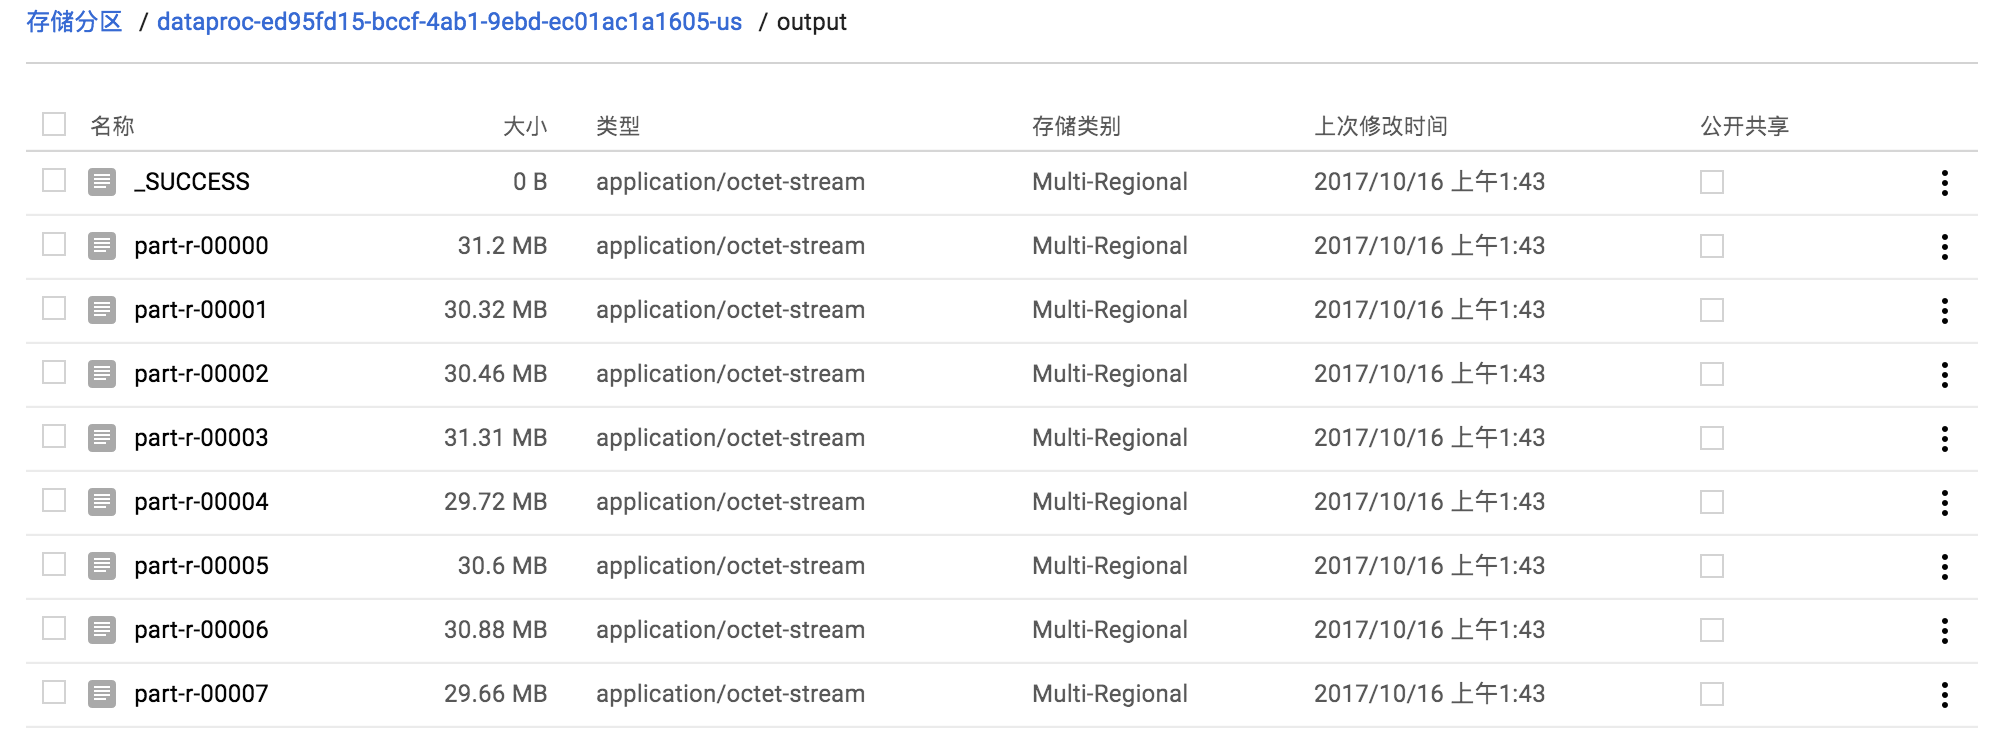 存储分区 / dataproc-ed95fd15-bccf-4ab1-9ebd-ec01ac1a1605-us / output
名称 大小 类型 存储类别 上次修改时间 公开共享
_SUCCESS 0 B application/octet-stream Multi-Regional 2017/10/16 上午1:43
part-r-00000 31.2 MB application/octet-stream Multi-Regional 2017/10/16 上午1:43
part-r-00001 30.32 MB application/octet-stream Multi-Regional 2017/10/16 上午1:43
part-r-00002 30.46 MB application/octet-stream Multi-Regional 2017/10/16 上午1:43
part-r-00003 31.31 MB application/octet-stream Multi-Regional 2017/10/16 上午1:43
part-r-00004 29.72 MB application/octet-stream Multi-Regional 2017/10/16 上午1:43
part-r-00005 30.6 MB application/octet-stream Multi-Regional 2017/10/16 上午1:43
part-r-00006 30.88 MB application/octet-stream Multi-Regional 2017/10/16 上午1:43
part-r-00007 29.66 MB application/octet-stream Multi-Regional 2017/10/16 上午1:43